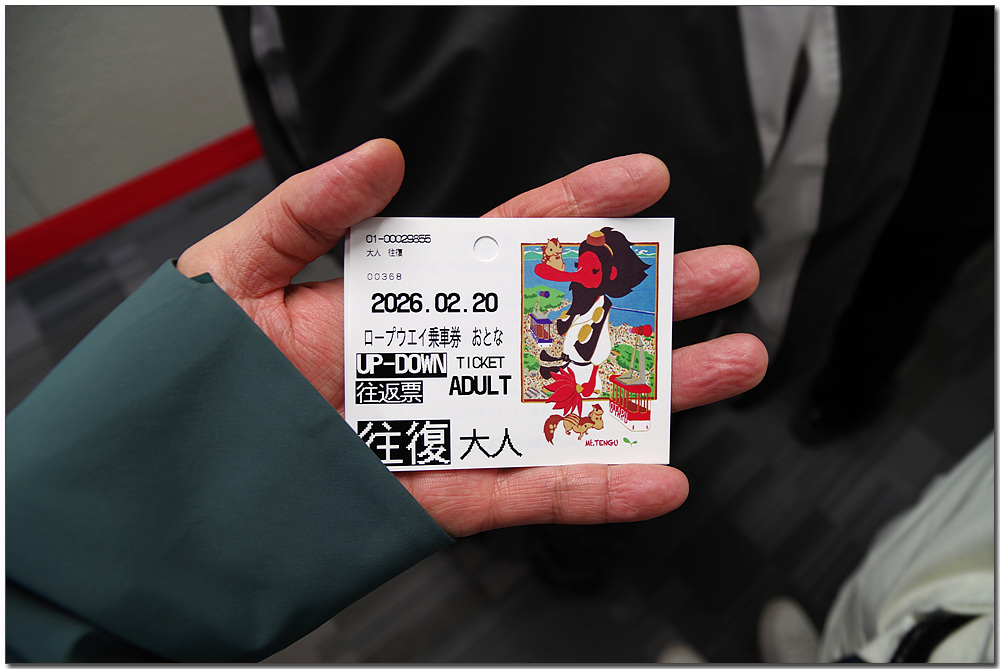 01-00029855
大人 往復
00368
2026.02.20
ロープウエイ乗車券 おとな
UP-DOWN TICKET
往返票 ADULT
往復 大人
Mt.TENGU